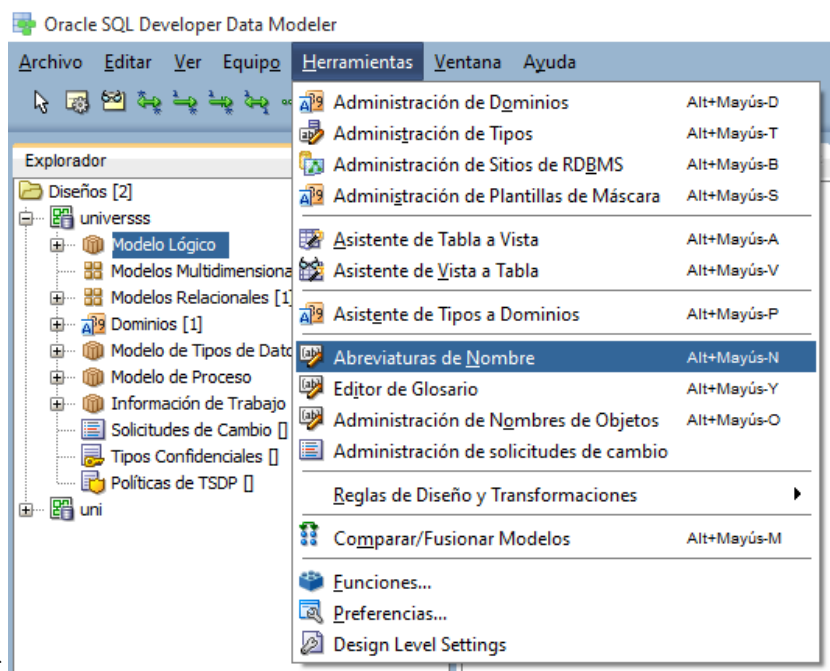 Oracle SQL Developer Data Modeler
Archivo Editar Ver Equipo Herramientas Ventana Ayuda
Explorador
Diseños [2]
universss
Modelo Lógico
Modelos Multidimensiona
Modelos Relacionales [1]
Dominios [1]
Modelo de Tipos de Dato
Modelo de Proceso
Información de Trabajo
Solicitudes de Cambio []
Tipos Confidenciales []
Políticas de TSDP []
uni
Administración de Dominios Alt+Mayús-D
Administración de Tipos Alt+Mayús-T
Administración de Sitios de RDBMS Alt+Mayús-B
Administración de Plantillas de Máscara Alt+Mayús-S
Asistente de Tabla a Vista Alt+Mayús-A
Asistente de Vista a Tabla Alt+Mayús-V
Asistente de Tipos a Dominios Alt+Mayús-P
Abreviaturas de Nombre Alt+Mayús-N
Editor de Glosario Alt+Mayús-Y
Administración de Nombres de Objetos Alt+Mayús-O
Administración de solicitudes de cambio
Reglas de Diseño y Transformaciones
Comparar/Fusionar Modelos Alt+Mayús-M
Funciones...
Preferencias...
Design Level Settings